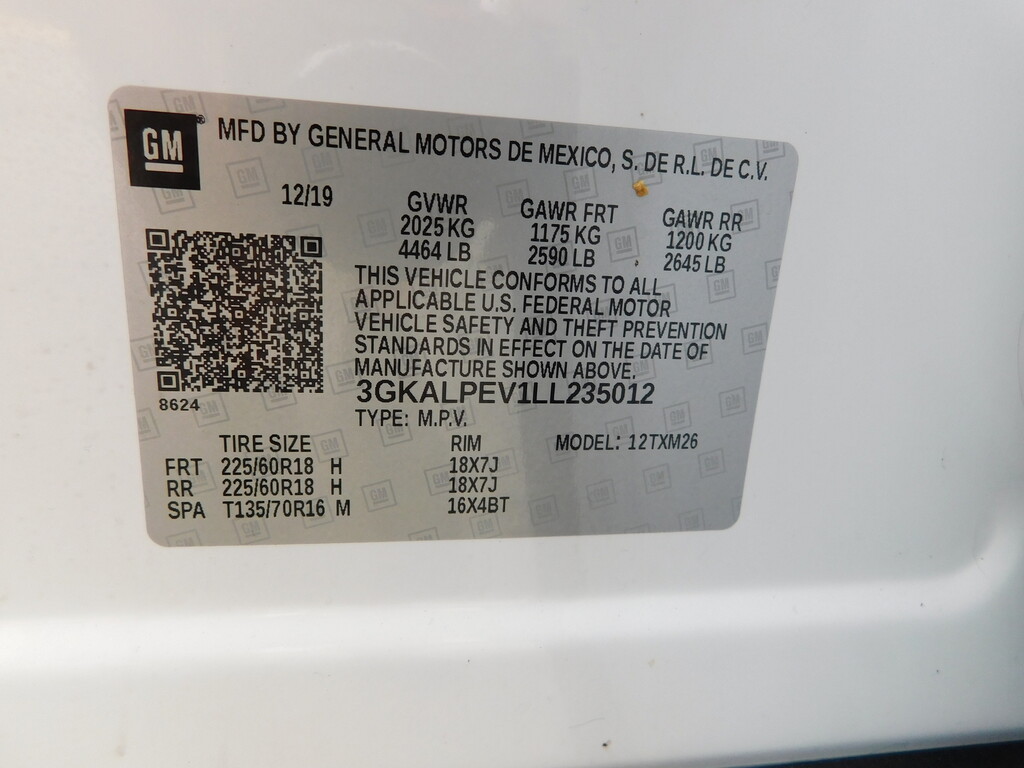 GM
MFD BY GENERAL MOTORS DE MEXICO, S. DE R.L. DE C.V.
12/19 GVWR GAWR FRT GAWR RR
2025 KG 1175 KG 1200 KG
4464 LB 2590 LB 2645 LB
THIS VEHICLE CONFORMS TO ALL
APPLICABLE U.S. FEDERAL MOTOR
VEHICLE SAFETY AND THEFT PREVENTION
STANDARDS IN EFFECT ON THE DATE OF
MANUFACTURE SHOWN ABOVE.
8624 3GKALPEV1LL235012
TYPE: M.P.V.
TIRE SIZE RIM MODEL: 12TXM26
FRT 225/60R18 H 18X7J
RR 225/60R18 H 18X7J
SPA T135/70R16 M 16X4BT